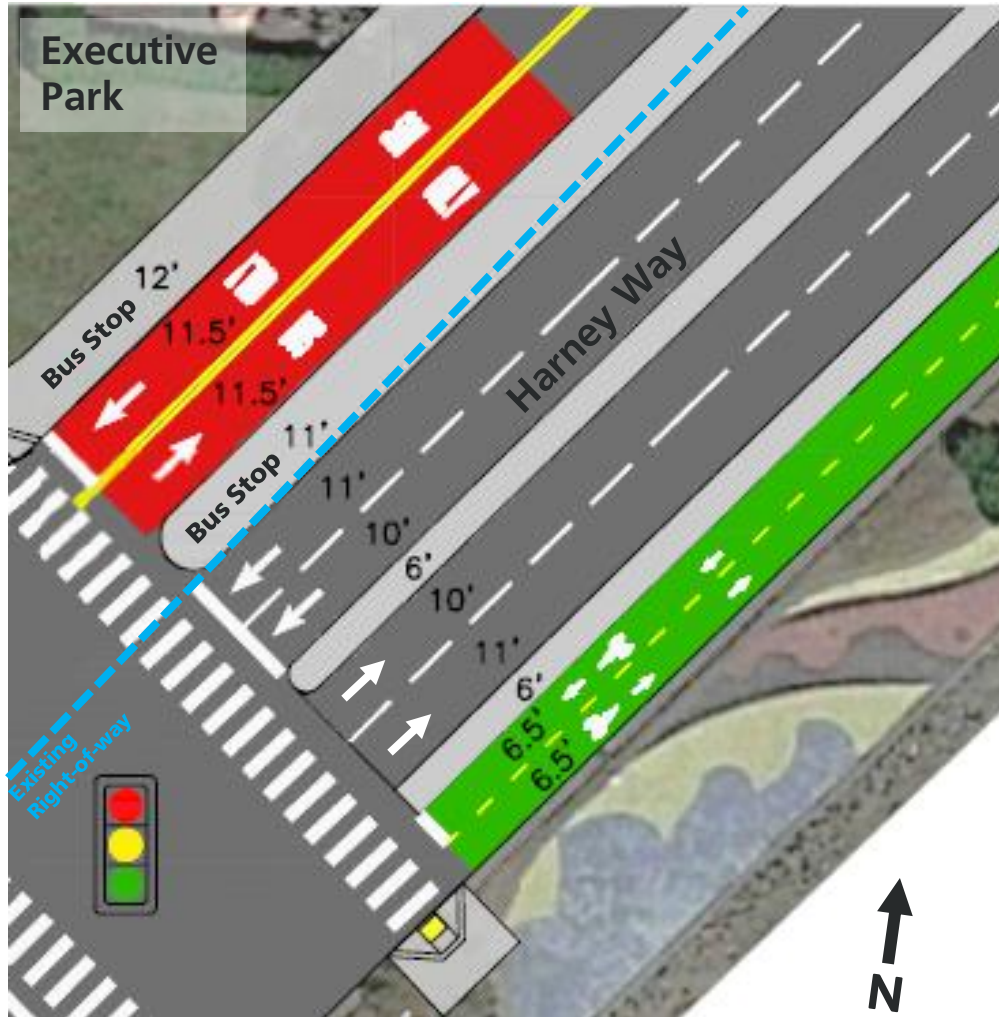 Executive
Park
12'
Bus Stop
11.5'
11.5'
11'
Bus Stop
11'
10'
6'
10'
11'
6'
6.5'
6.5'
Harney Way
Existing
Right-of-way
N